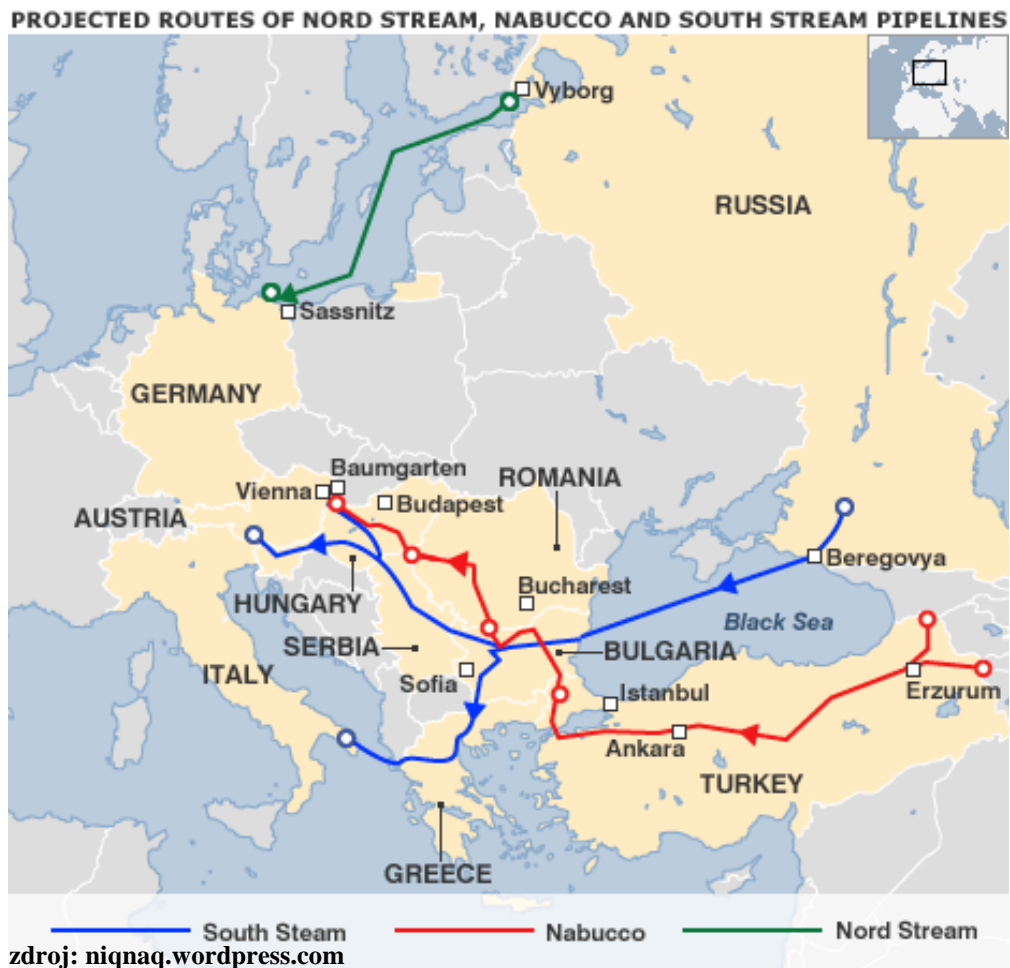 PROJECTED ROUTES OF NORD STREAM, NABUCCO AND SOUTH STREAM PIPELINES
Vyborg
RUSSIA
Sassnitz
GERMANY
Baumgarten
Vienna
Budapest
ROMANIA
AUSTRIA
Beregovya
Bucharest
HUNGARY
Black Sea
SERBIA
BULGARIA
ITALY
Sofia
Istanbul
Erzurum
Ankara
TURKEY
GREECE
South Steam
Nabucco
Nord Stream
zdroj: niqnaq.wordpress.com